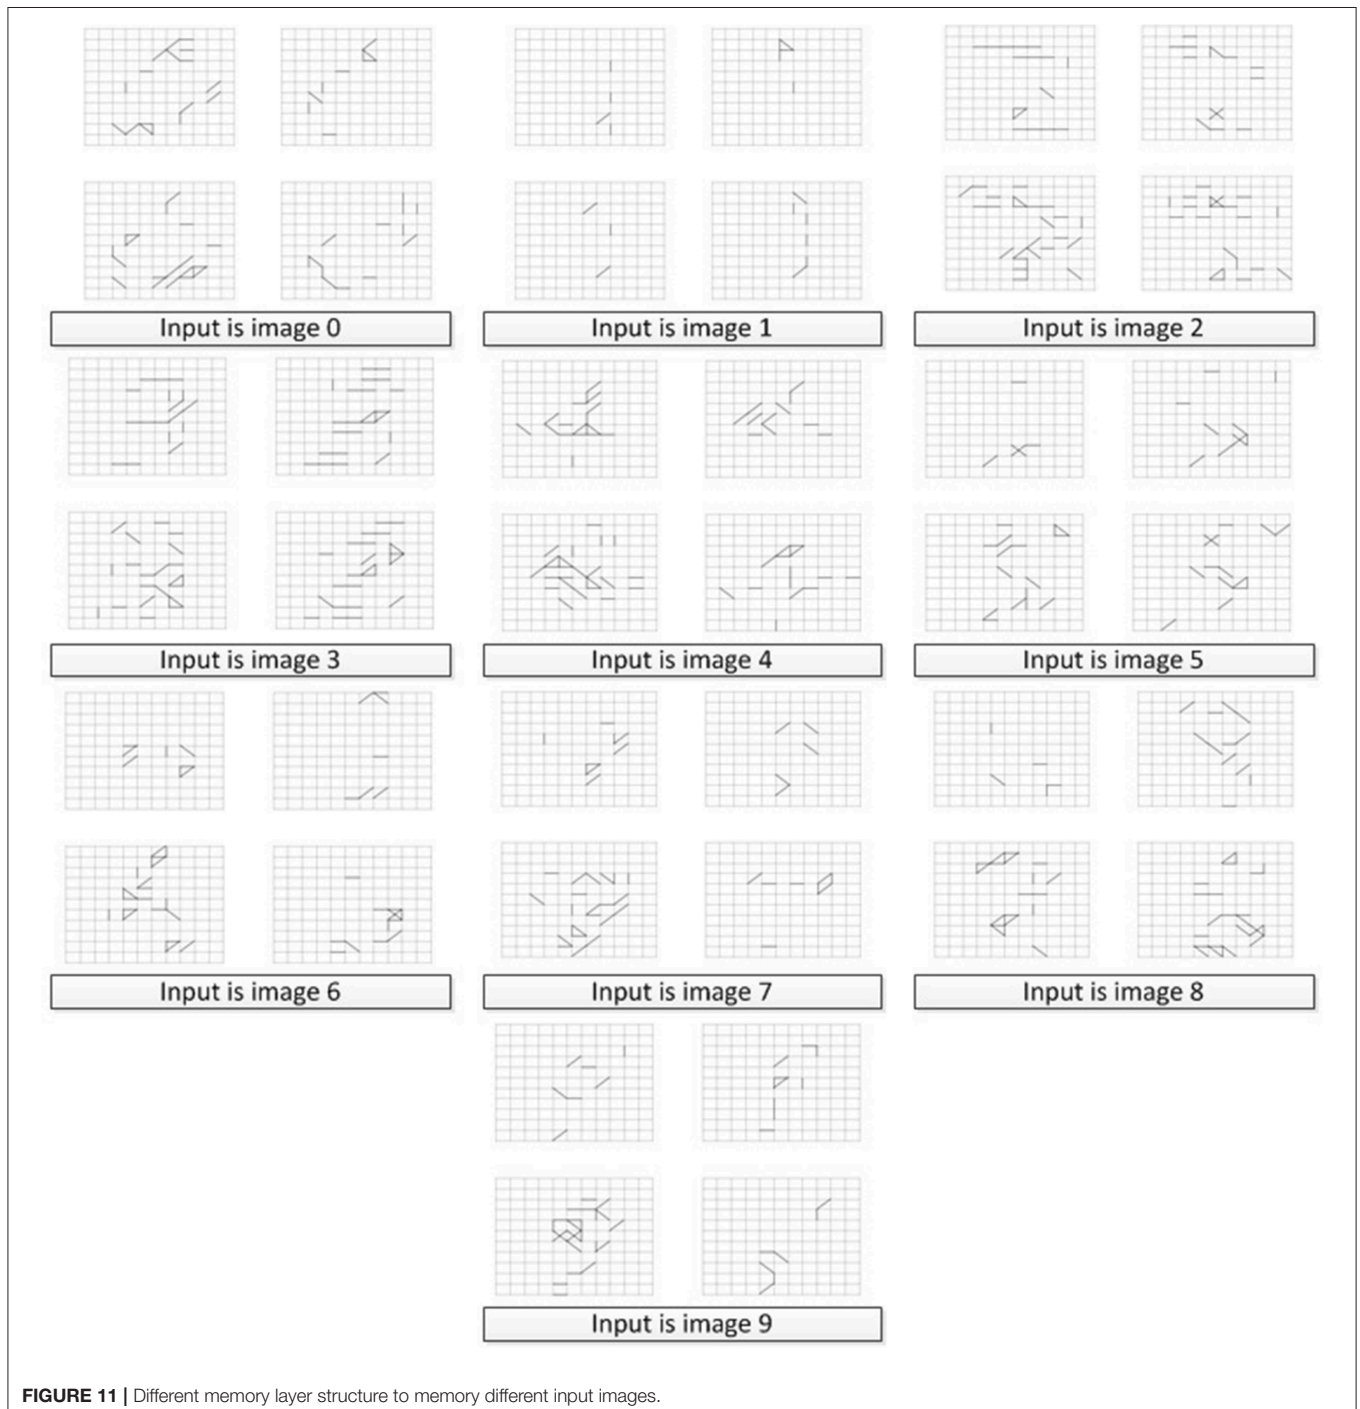 Input is image 0
Input is image 1
Input is image 2
Input is image 3
Input is image 4
Input is image 5
Input is image 6
Input is image 7
Input is image 8
Input is image 9
FIGURE 11 | Different memory layer structure to memory different input images.